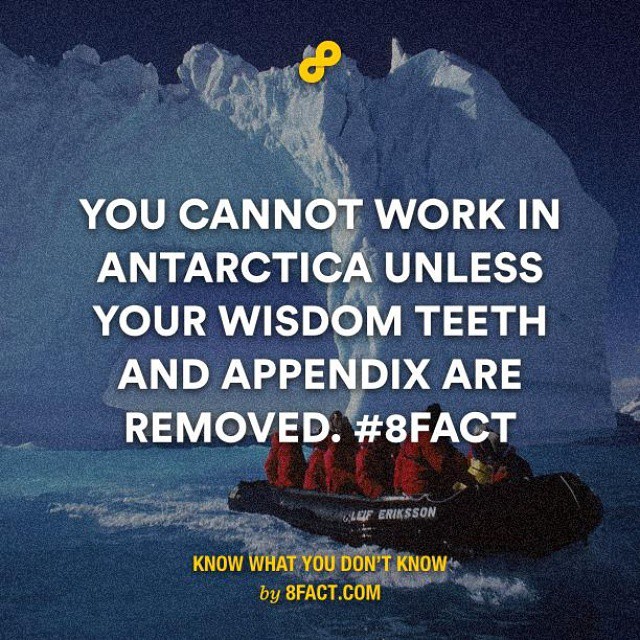 YOU CANNOT WORK IN
ANTARCTICA UNLESS
YOUR WISDOM TEETH
AND APPENDIX ARE
REMOVED. #8FACT
LEIF ERIKSSON
KNOW WHAT YOU DON'T KNOW
by 8FACT.COM